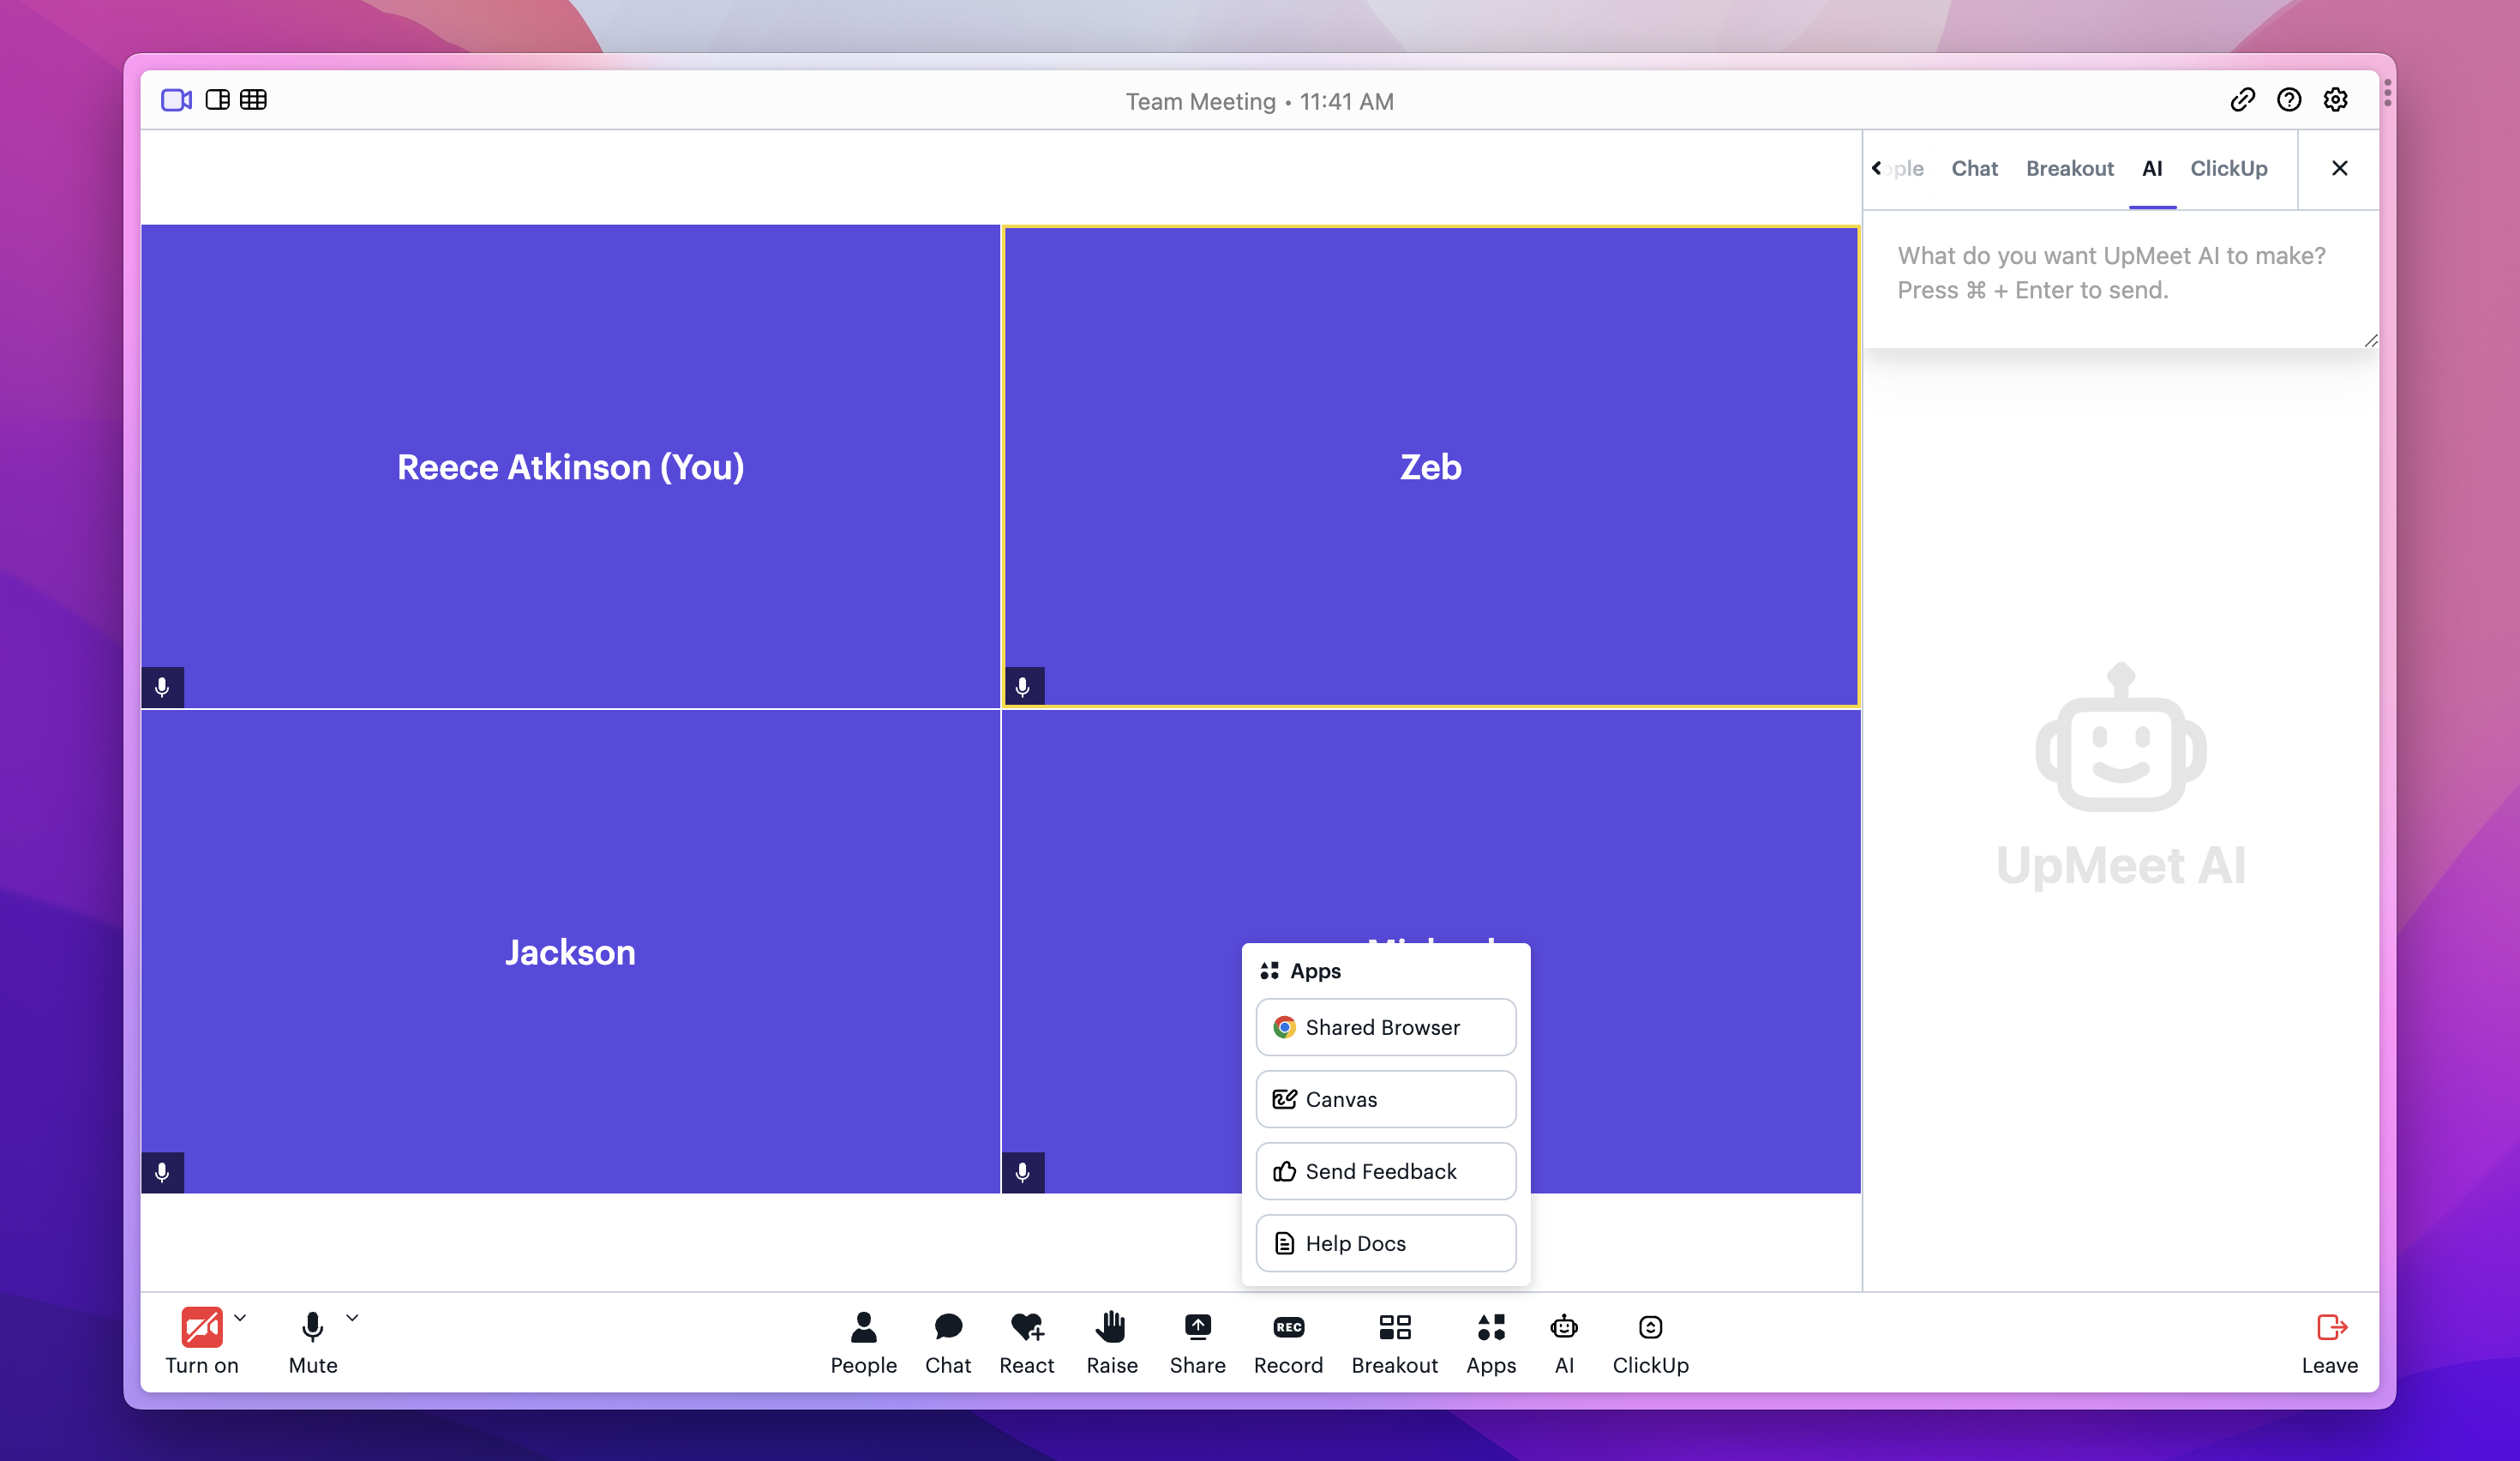 Team Meeting • 11:41 AM
Chat
Breakout
AI
ClickUp
What do you want UpMeet AI to make?
Press ⌘ + Enter to send.
Reece Atkinson (You)
Zeb
UpMeet AI
Jackson
Apps
Shared Browser
Canvas
Send Feedback
Help Docs
Turn on
Mute
People
Chat
React
Raise
Share
REC
Record
Breakout
Apps
AI
ClickUp
Leave